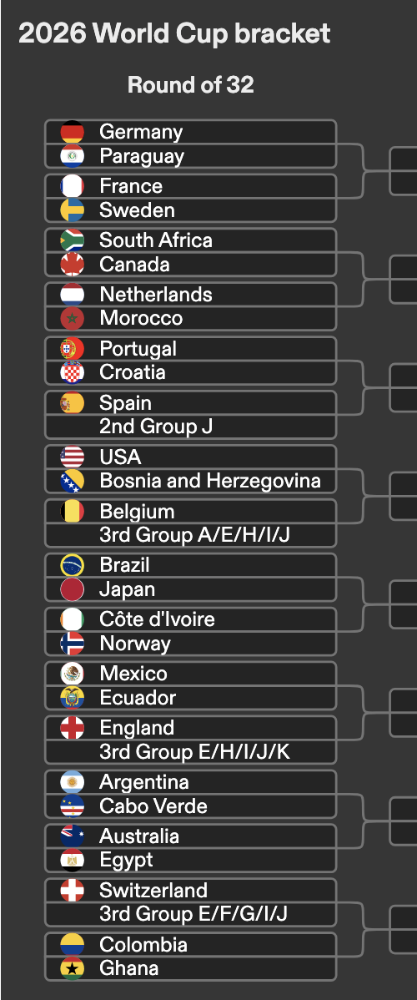 2026 World Cup bracket
Round of 32
Germany
Paraguay
France
Sweden
South Africa
Canada
Netherlands
Morocco
Portugal
Croatia
Spain
2nd Group J
USA
Bosnia and Herzegovina
Belgium
3rd Group A/E/H/I/J
Brazil
Japan
Côte d'Ivoire
Norway
Mexico
Ecuador
England
3rd Group E/H/I/J/K
Argentina
Cabo Verde
Australia
Egypt
Switzerland
3rd Group E/F/G/I/J
Colombia
Ghana